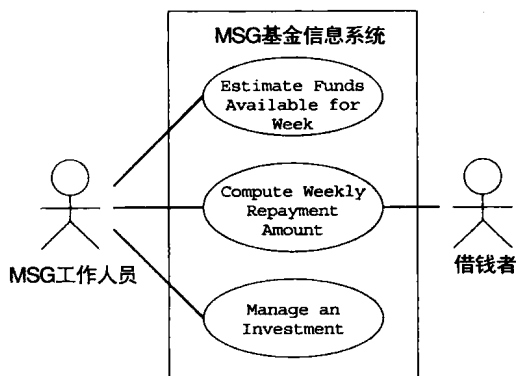 MSG基金信息系统
Estimate Funds
Available for
Week
Compute Weekly
Repayment
Amount
MSG工作人员
借钱者
Manage an
Investment